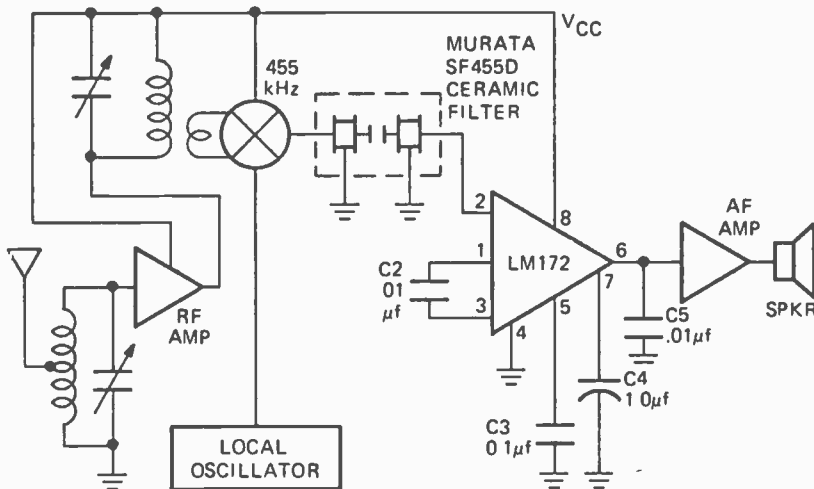 V_CC
MURATA
SF455D
CERAMIC
FILTER
455
kHz
2
8
1
LM172
6
AF
AMP
C2
01
μf
3
5
7
4
SPKR
RF
AMP
C5
.01μf
C4
1 0μf
C3
0 1μf
LOCAL
OSCILLATOR